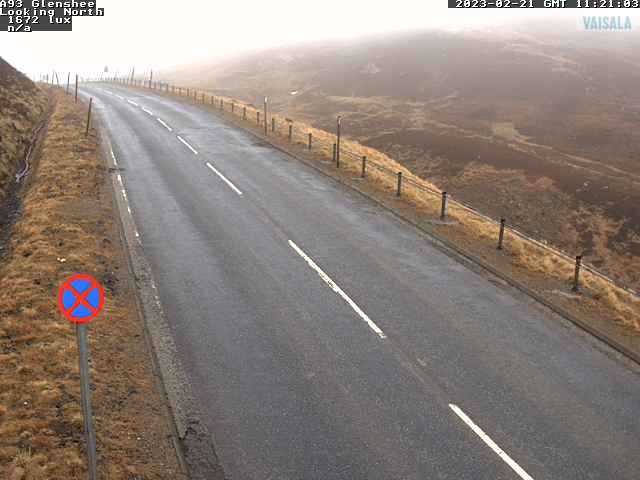 A93 Glenshee
Looking North
1672 lux
n/a
2023-02-21 GMT 11:21:03
VAISALA